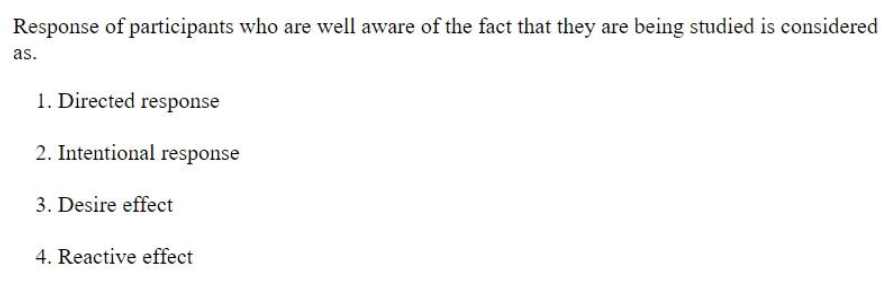 Response of participants who are well aware of the fact that they are being studied is considered
as.
1. Directed response
2. Intentional response
3. Desire effect
4. Reactive effect